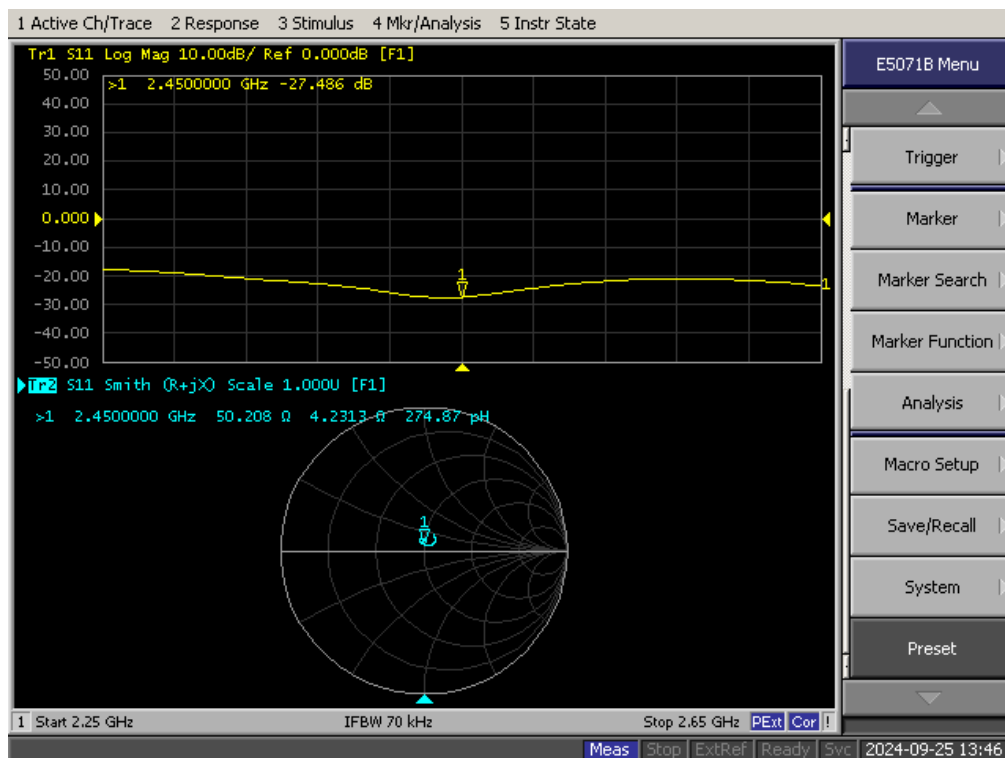 1 Active Ch/Trace 2 Response 3 Stimulus 4 Mkr/Analysis 5 Instr State
Tr1 S11 Log Mag 10.00dB/ Ref 0.000dB [F1]
50.00
>1 2.4500000 GHz -27.486 dB
40.00
30.00
20.00
10.00
0.000
-10.00
-20.00
1
1
-30.00
-40.00
-50.00
Tr2 S11 Smith (R+jX) Scale 1.000U [F1]
>1 2.4500000 GHz 50.208 Ω 4.2313 Ω 274.87 pH
1
1 Start 2.25 GHz IFBW 70 kHz Stop 2.65 GHz PExt Cor !
Meas Stop ExtRef Ready Svc 2024-09-25 13:46
E5071B Menu
Trigger
Marker
Marker Search
Marker Function
Analysis
Macro Setup
Save/Recall
System
Preset